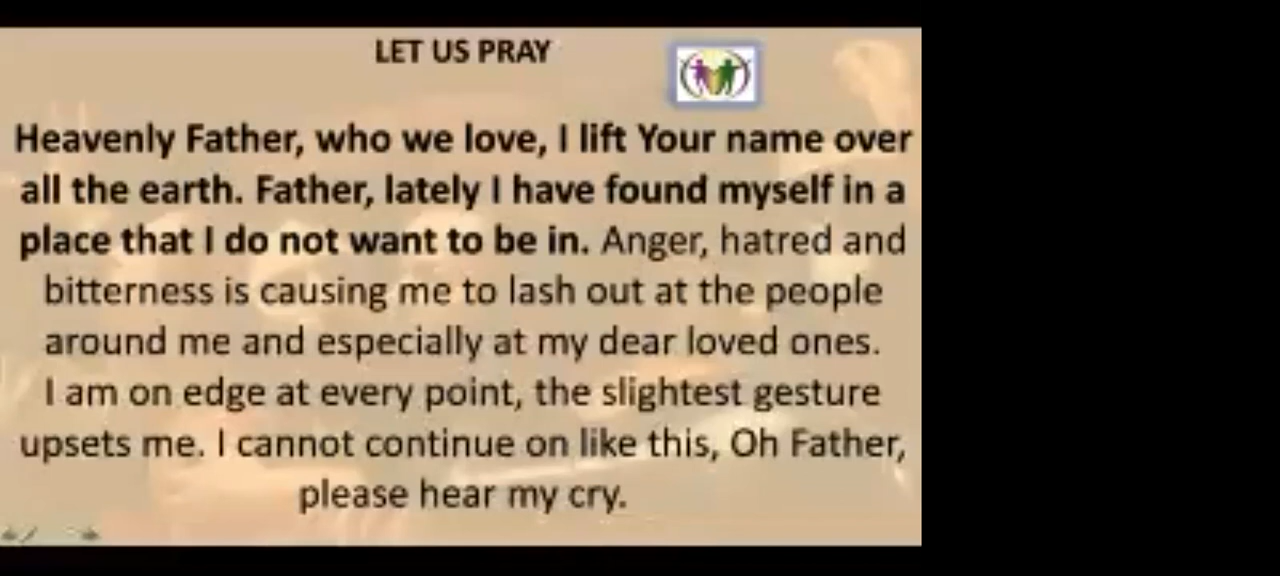 LET US PRAY
Heavenly Father, who we love, I lift Your name over
all the earth. Father, lately I have found myself in a
place that I do not want to be in. Anger, hatred and
bitterness is causing me to lash out at the people
around me and especially at my dear loved ones.
I am on edge at every point, the slightest gesture
upsets me. I cannot continue on like this, Oh Father,
please hear my cry.